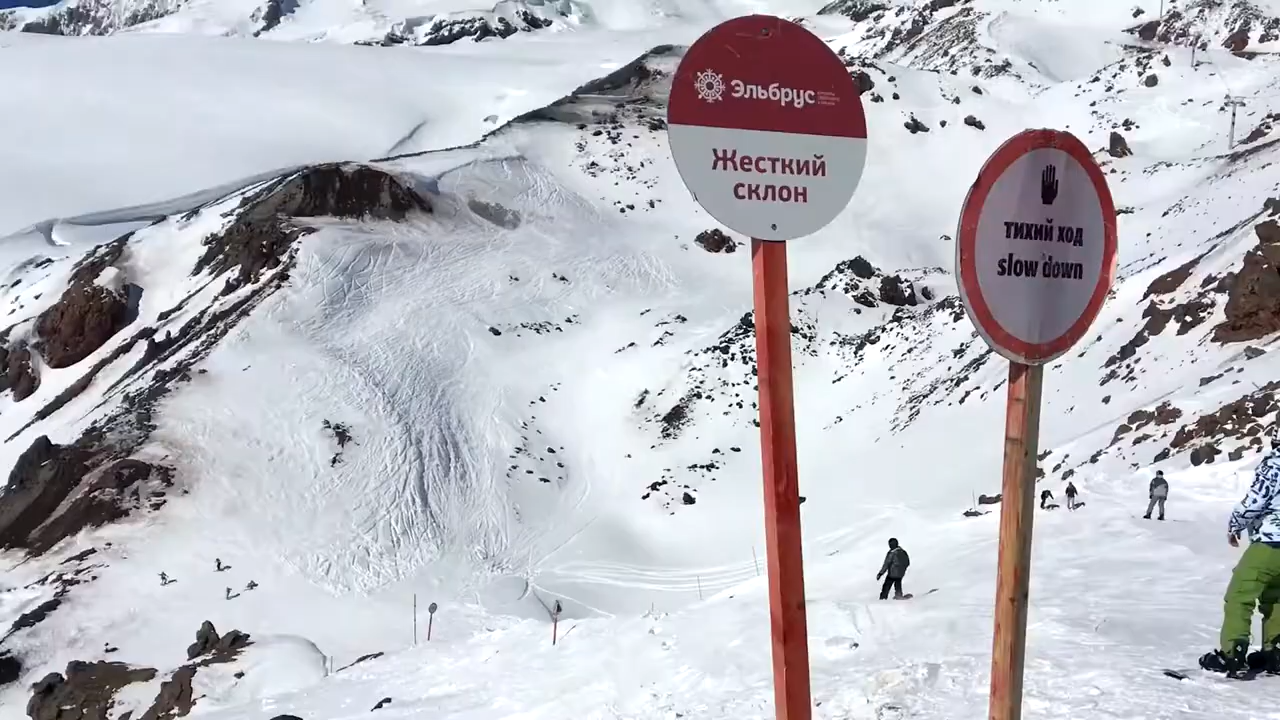 Эльбрус
Жесткий
склон
тихий ход
slow down